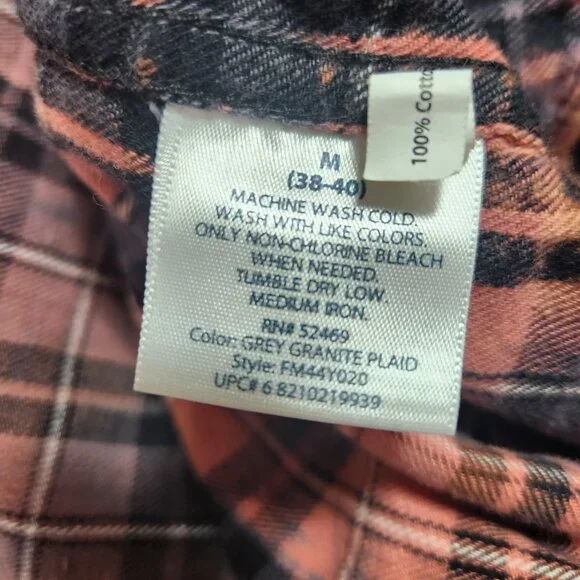 100% Cotto
M
(38-40)
MACHINE WASH COLD.
WASH WITH LIKE COLORS.
ONLY NON-CHLORINE BLEACH
WHEN NEEDED.
TUMBLE DRY LOW.
MEDIUM IRON.
RN# 52469
Color: GREY GRANITE PLAID
Style: FM44Y020
UPC# 6 8210219939